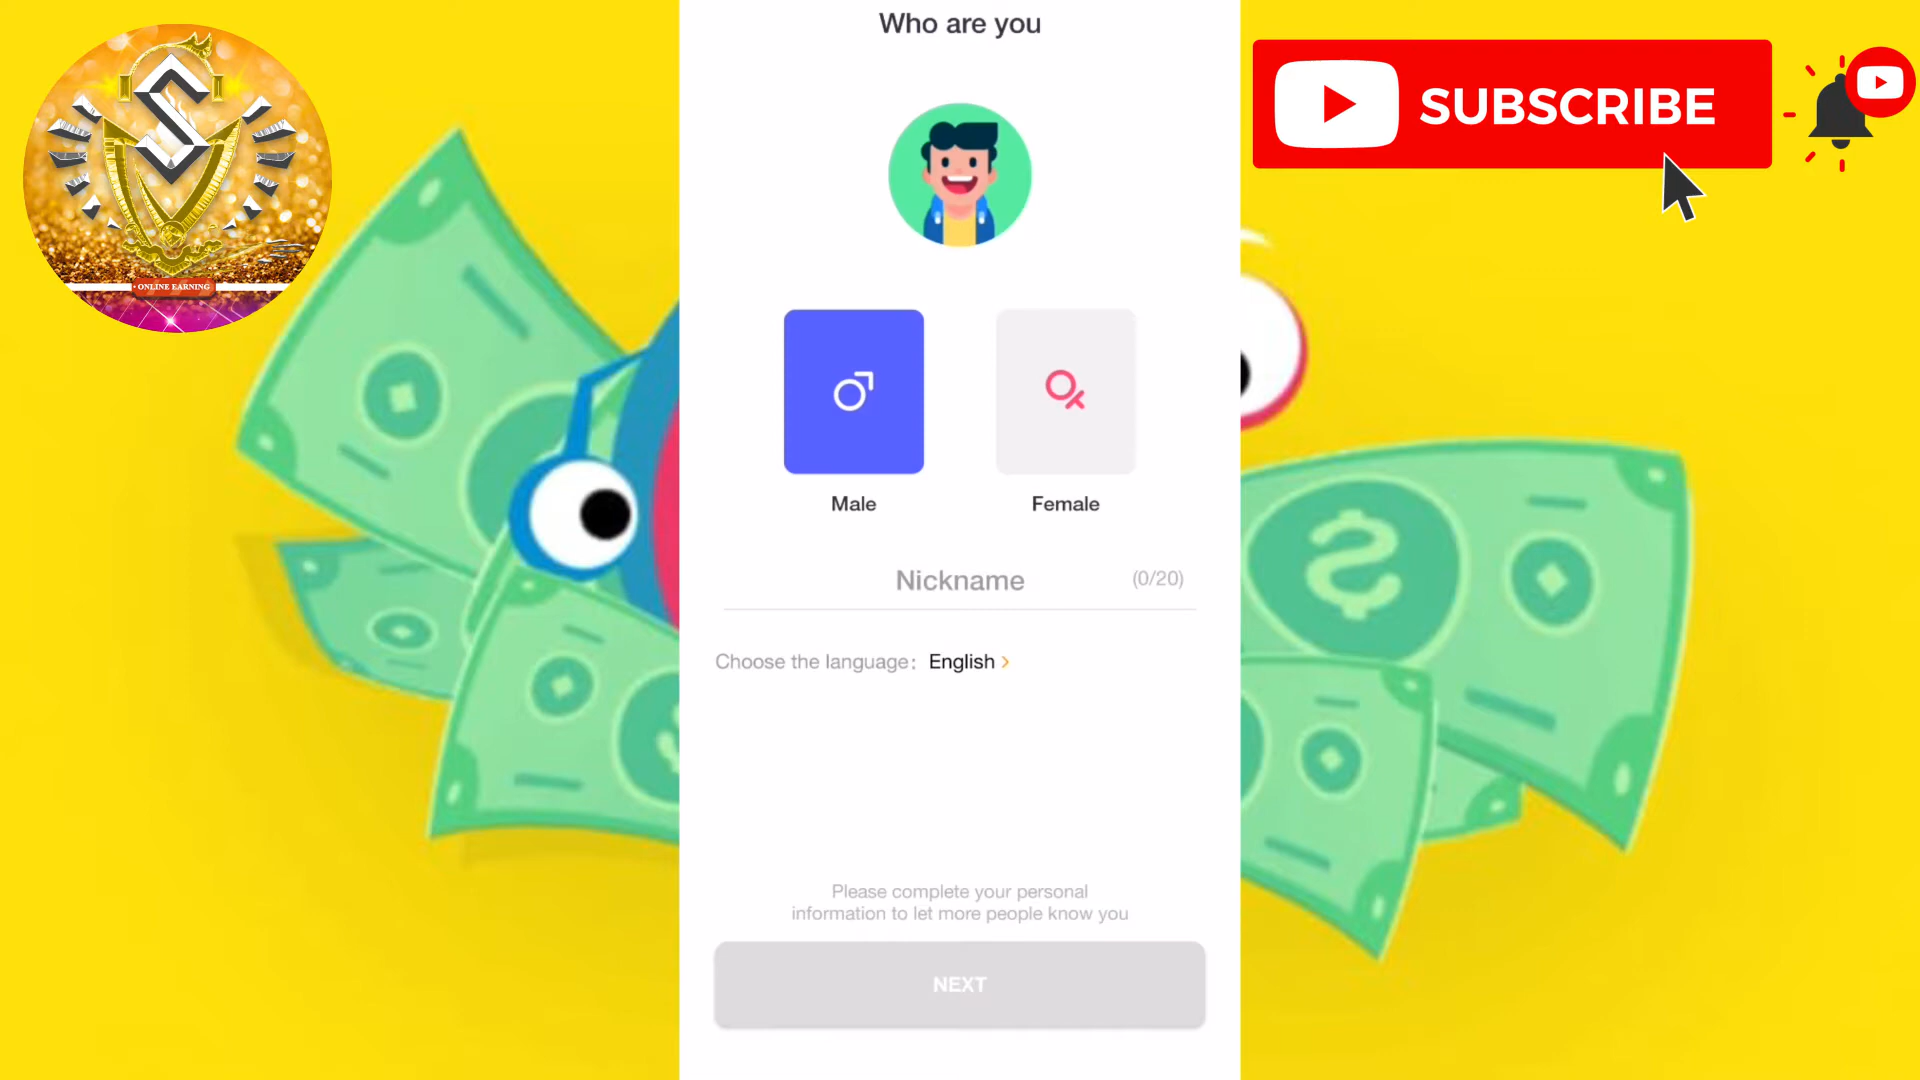 Who are you
SUBSCRIBE
ONLINE EARNING
Male
Female
Nickname
(0/20)
Choose the language: English >
Please complete your personal
information to let more people know you
NEXT